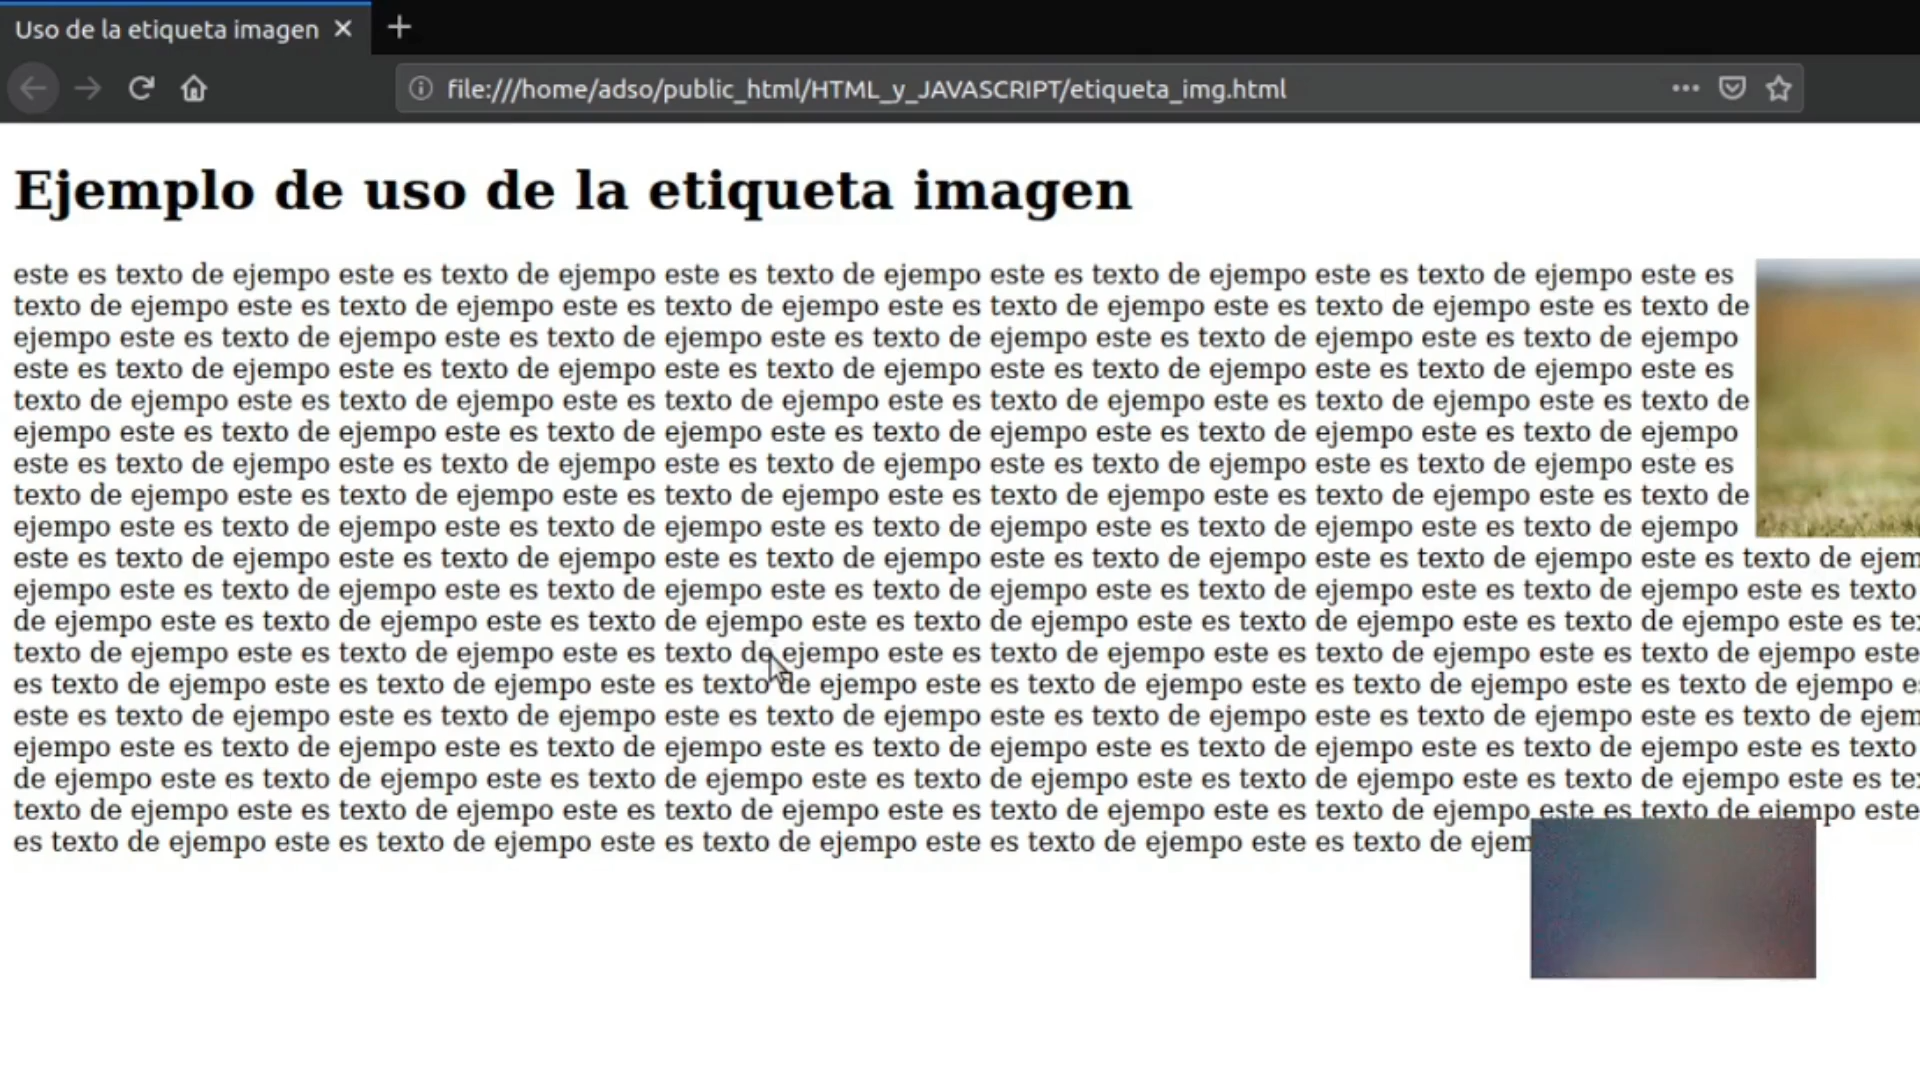 Uso de la etiqueta imagen
file:///home/adso/public_html/HTML_y_JAVASCRIPT/etiqueta_img.html
Ejemplo de uso de la etiqueta imagen
este es texto de ejempo este es texto de ejempo este es texto de ejempo este es texto de ejempo este es texto de ejempo este es
texto de ejempo este es texto de ejempo este es texto de ejempo este es texto de ejempo este es texto de ejempo este es texto de
ejempo este es texto de ejempo este es texto de ejempo este es texto de ejempo este es texto de ejempo este es texto de ejempo
este es texto de ejempo este es texto de ejempo este es texto de ejempo este es texto de ejempo este es texto de ejempo este es
texto de ejempo este es texto de ejempo este es texto de ejempo este es texto de ejempo este es texto de ejempo este es texto de
ejempo este es texto de ejempo este es texto de ejempo este es texto de ejempo este es texto de ejempo este es texto de ejempo
este es texto de ejempo este es texto de ejempo este es texto de ejempo este es texto de ejempo este es texto de ejempo este es
texto de ejempo este es texto de ejempo este es texto de ejempo este es texto de ejempo este es texto de ejempo este es texto de
ejempo este es texto de ejempo este es texto de ejempo este es texto de ejempo este es texto de ejempo este es texto de ejempo
este es texto de ejempo este es texto de ejempo este es texto de ejempo este es texto de ejempo este es texto de ejempo este es texto de ejem
ejempo este es texto de ejempo este es texto de ejempo este es texto de ejempo este es texto de ejempo este es texto de ejempo este es texto
de ejempo este es texto de ejempo este es texto de ejempo este es texto de ejempo este es texto de ejempo este es texto de ejempo este es
texto de ejempo este es texto de ejempo este es texto de ejempo este es texto de ejempo este es texto de ejempo este es texto de ejempo este
es texto de ejempo este es texto de ejempo este es texto de ejempo este es texto de ejempo este es texto de ejempo este es texto de ejempo
este es texto de ejempo este es texto de ejempo este es texto de ejempo este es texto de ejempo este es texto de ejempo este es texto de ejem
ejempo este es texto de ejempo este es texto de ejempo este es texto de ejempo este es texto de ejempo este es texto de ejempo este es texto
de ejempo este es texto de ejempo este es texto de ejempo este es texto de ejempo este es texto de ejempo este es texto de ejempo este es
texto de ejempo este es texto de ejempo este es texto de ejempo este es texto de ejempo este es texto de ejempo este es texto de ejempo este
es texto de ejempo este es texto de ejempo este es texto de ejempo este es texto de ejempo este es texto de ejem